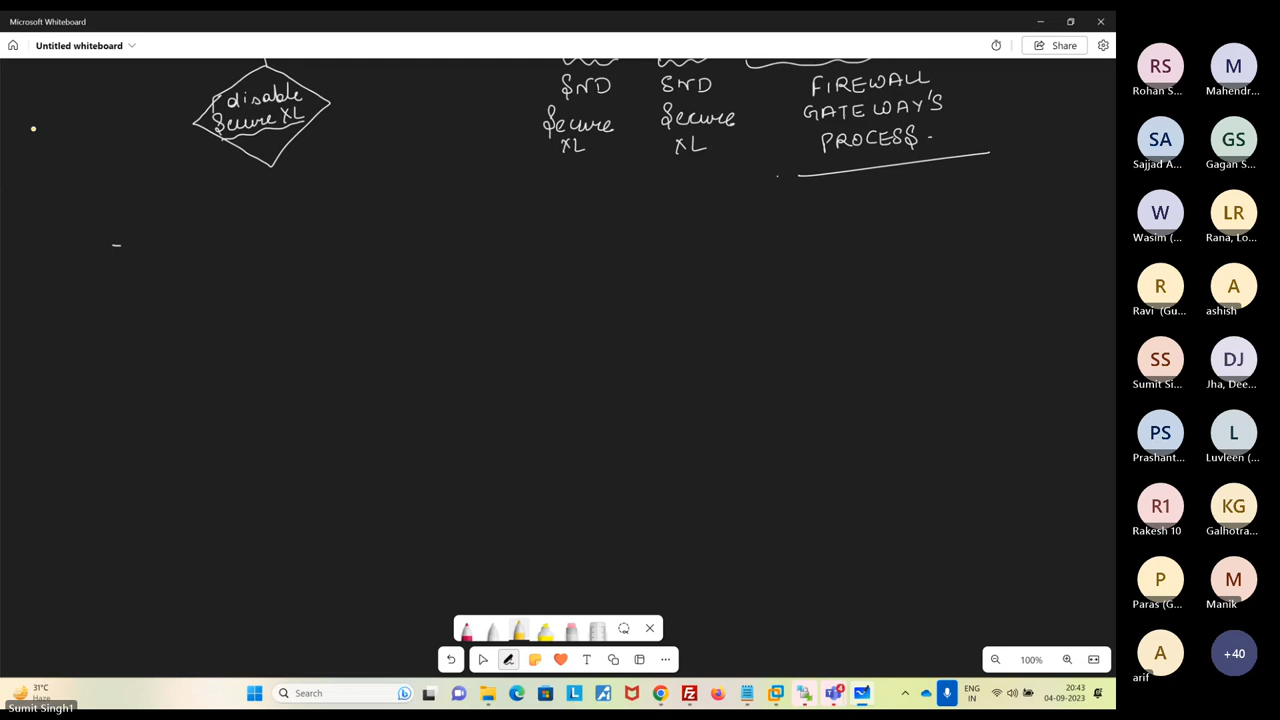 Microsoft Whiteboard
Untitled whiteboard
Share
disable
Secure XL
SND
Secure
XL
SND
Secure
XL
FIREWALL
GATEWAY'S
PROCESS.
RS
Rohan S...
M
Mahendr...
SA
Sajjad A...
GS
Gagan S...
W
Wasim (...
LR
Rana, Lo...
R
Ravi (Gu...
A
ashish
SS
Sumit Si...
DJ
Jha, Dee...
PS
Prashant...
L
Luvleen (...
R1
Rakesh 10
KG
Galhotra...
P
Paras (G...
M
Manik
A
arif
+40
T
100%
31°C
Haze
Search
ENG
IN
20:43
04-09-2023
Sumit Singh1